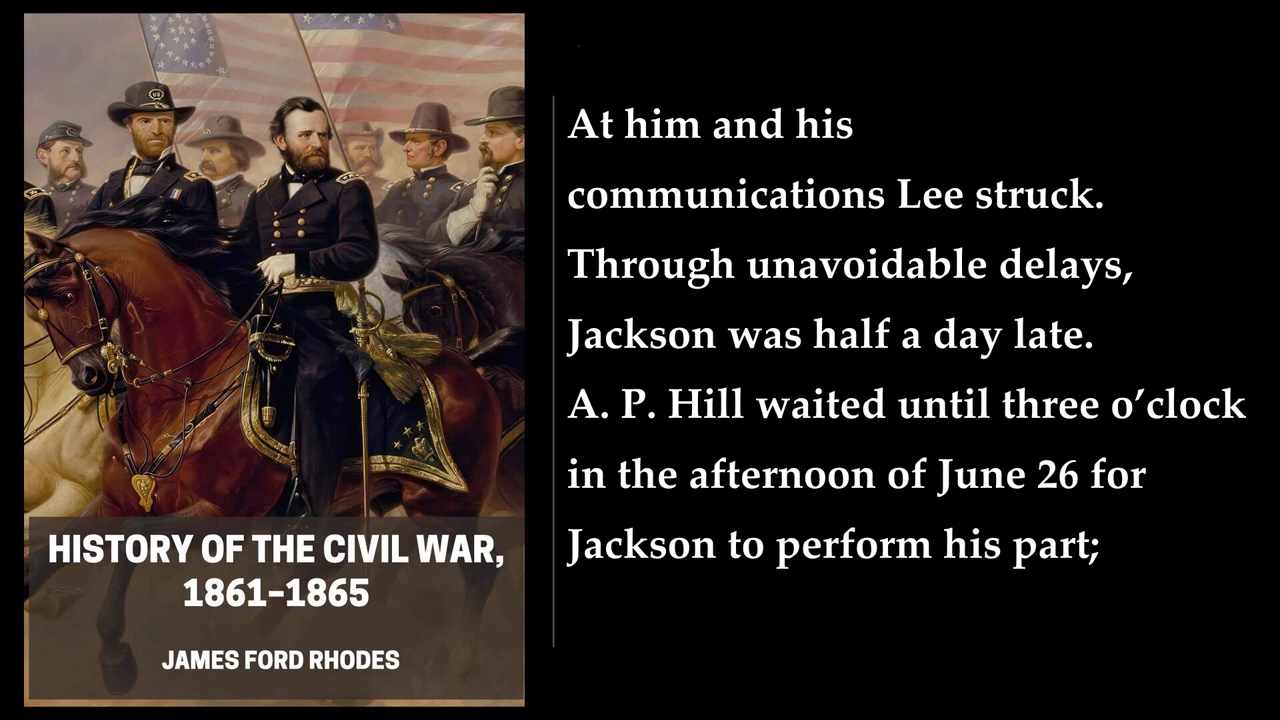 HISTORY OF THE CIVIL WAR,
1861–1865
JAMES FORD RHODES
At him and his
communications Lee struck.
Through unavoidable delays,
Jackson was half a day late.
A. P. Hill waited until three o’clock
in the afternoon of June 26 for
Jackson to perform his part;